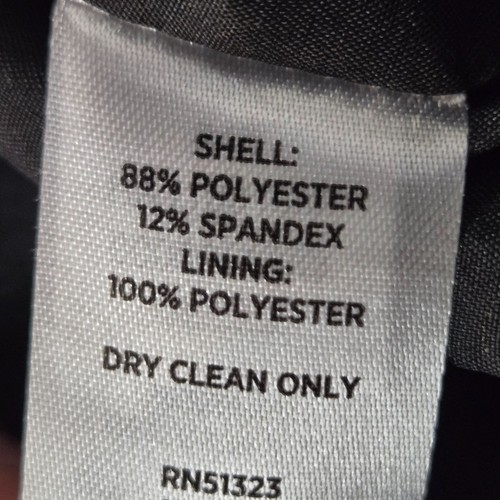 SHELL:
88% POLYESTER
12% SPANDEX
LINING:
100% POLYESTER
DRY CLEAN ONLY
RN51323